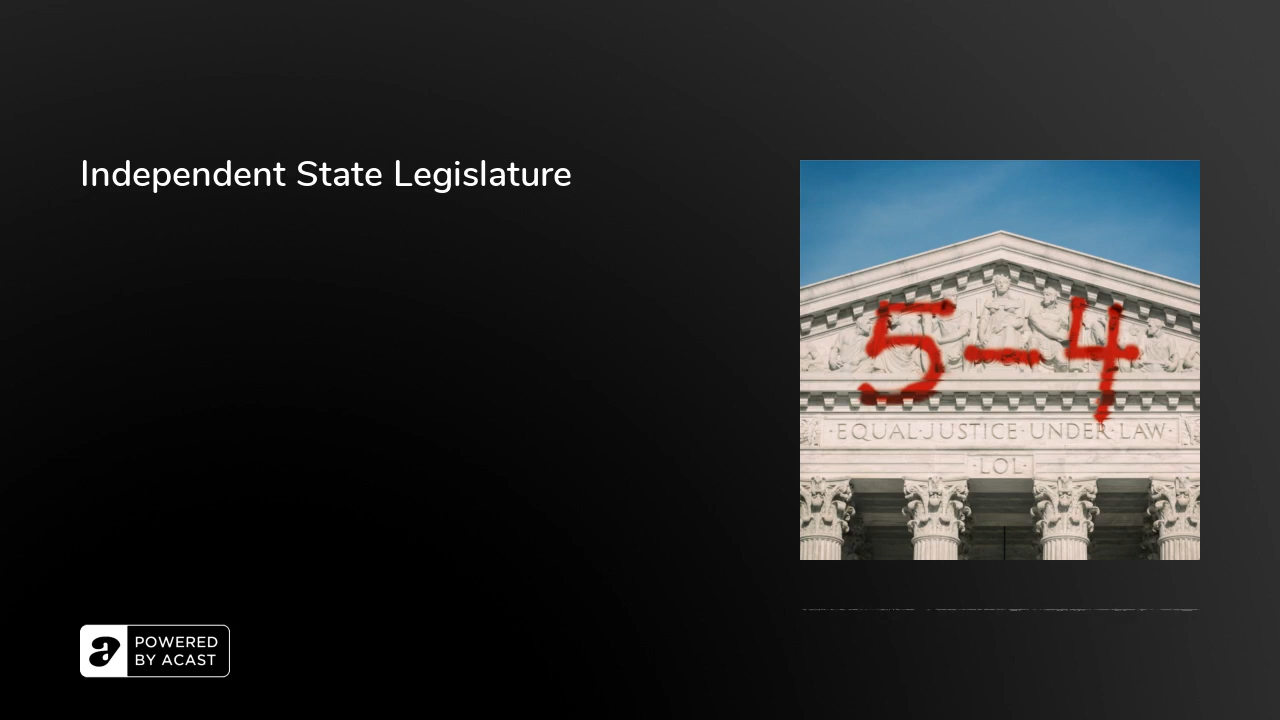 Independent State Legislature
5-4
·EQUAL·JUSTICE·UNDER·LAW·
·LOL·
a POWERED
BY ACAST